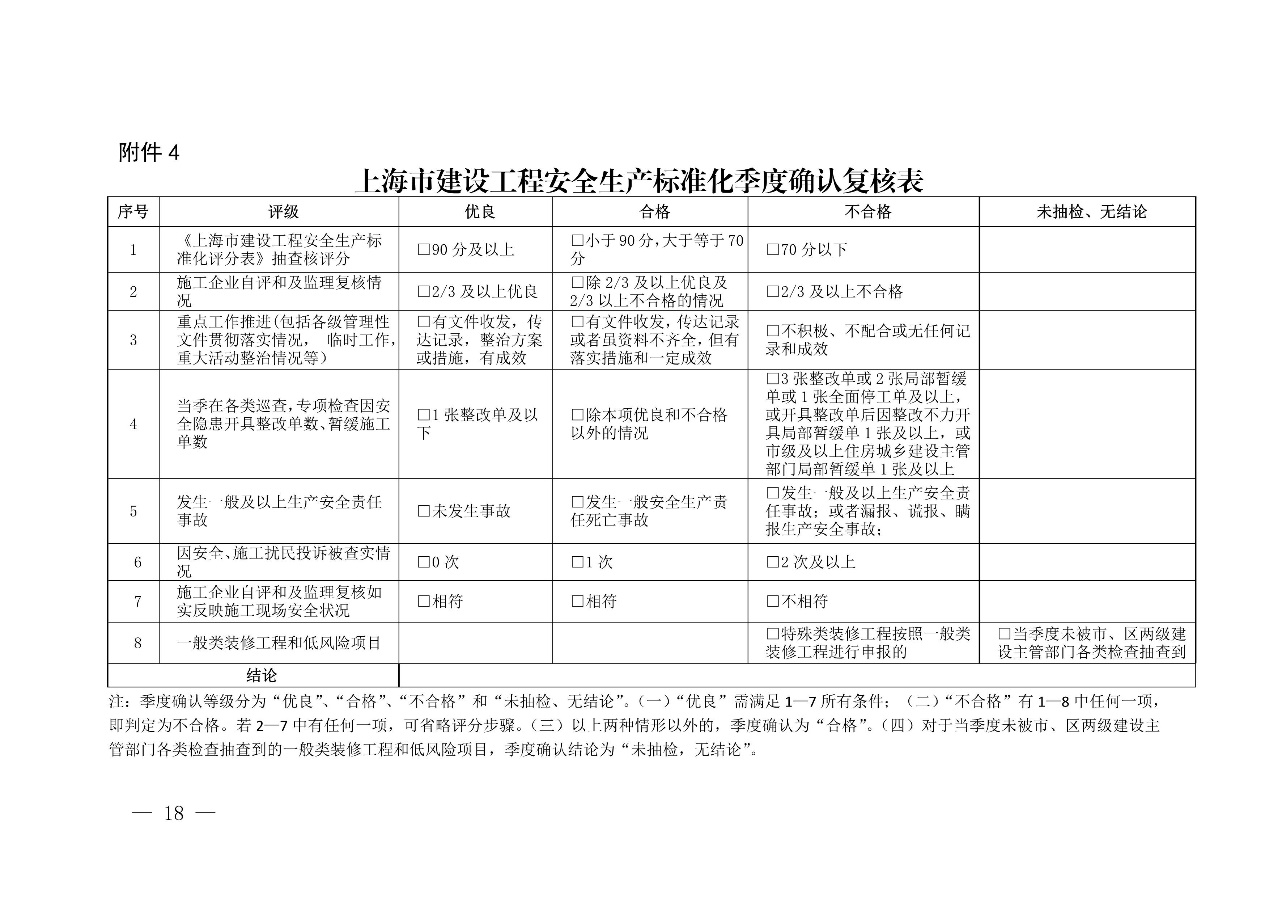 附件 4
上海市建设工程安全生产标准化季度确认复核表
序号 评级 优良 合格 不合格 未抽检、无结论
1 《上海市建设工程安全生产标准化评分表》抽查核评分 □90 分及以上 □小于 90 分，大于等于 70 分 □70 分以下
2 施工企业自评和及监理复核情况 □2/3 及以上优良 □除 2/3 及以上优良及 2/3 以上不合格的情况 □2/3 及以上不合格
3 重点工作推进(包括各级管理性文件贯彻落实情况， 临时工作，重大活动整治情况等） □有文件收发，传达记录，整治方案或措施，有成效 □有文件收发，传达记录或者虽资料不齐全，但有落实措施和一定成效 □不积极、不配合或无任何记录和成效
4 当季在各类巡查，专项检查因安全隐患开具整改单数、暂缓施工单数 □1 张整改单及以下 □除本项优良和不合格以外的情况 □3 张整改单或 2 张局部暂缓单或 1 张全面停工单及以上，或开具整改单后因整改不力开具局部暂缓单 1 张及以上，或市级及以上住房城乡建设主管部门局部暂缓单 1 张及以上
5 发生一般及以上生产安全责任事故 □未发生事故 □发生一般安全生产责任死亡事故 □发生一般及以上生产安全责任事故；或者漏报、谎报、瞒报生产安全事故；
6 因安全、施工扰民投诉被查实情况 □0 次 □1 次 □2 次及以上
7 施工企业自评和及监理复核如实反映施工现场安全状况 □相符 □相符 □不相符
8 一般类装修工程和低风险项目 □特殊类装修工程按照一般类装修工程进行申报的 □当季度未被市、区两级建设主管部门各类检查抽查到
结论
注：季度确认等级分为“优良”、“合格”、“不合格”和“未抽检、无结论”。（一）“优良”需满足 1—7 所有条件；（二）“不合格”有 1—8 中任何一项，
即判定为不合格。若 2—7 中有任何一项，可省略评分步骤。（三）以上两种情形以外的，季度确认为“合格”。（四）对于当季度未被市、区两级建设主
管部门各类检查抽查到的一般类装修工程和低风险项目，季度确认结论为“未抽检，无结论”。
— 18 —